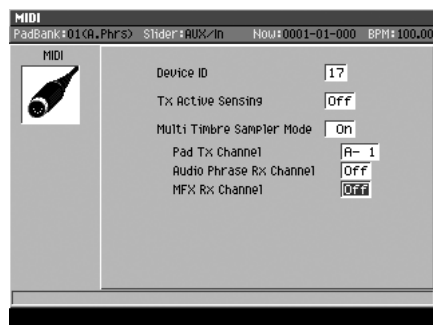 MIDI
PadBank:01(A.Phrs) Slider:AUX/In Now:0001-01-000 BPM:100.00
MIDI
Device ID 17
Tx Active Sensing Off
Multi Timbre Sampler Mode On
Pad Tx Channel A- 1
Audio Phrase Rx Channel Off
MFX Rx Channel Off